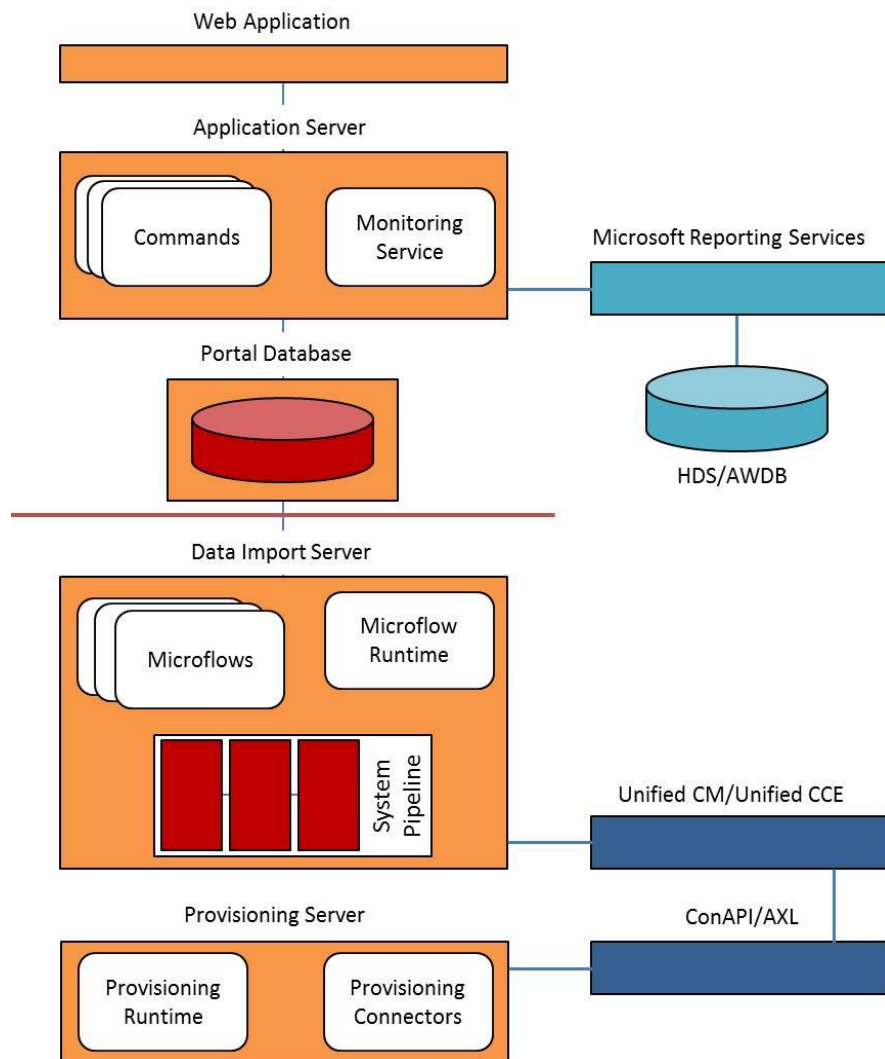 Web Application
Application Server
Commands
Monitoring
Service
Microsoft Reporting Services
Portal Database
HDS/AWDB
Data Import Server
Microflows
Microflow
Runtime
System
Pipeline
Unified CM/Unified CCE
Provisioning Server
ConAPI/AXL
Provisioning
Runtime
Provisioning
Connectors